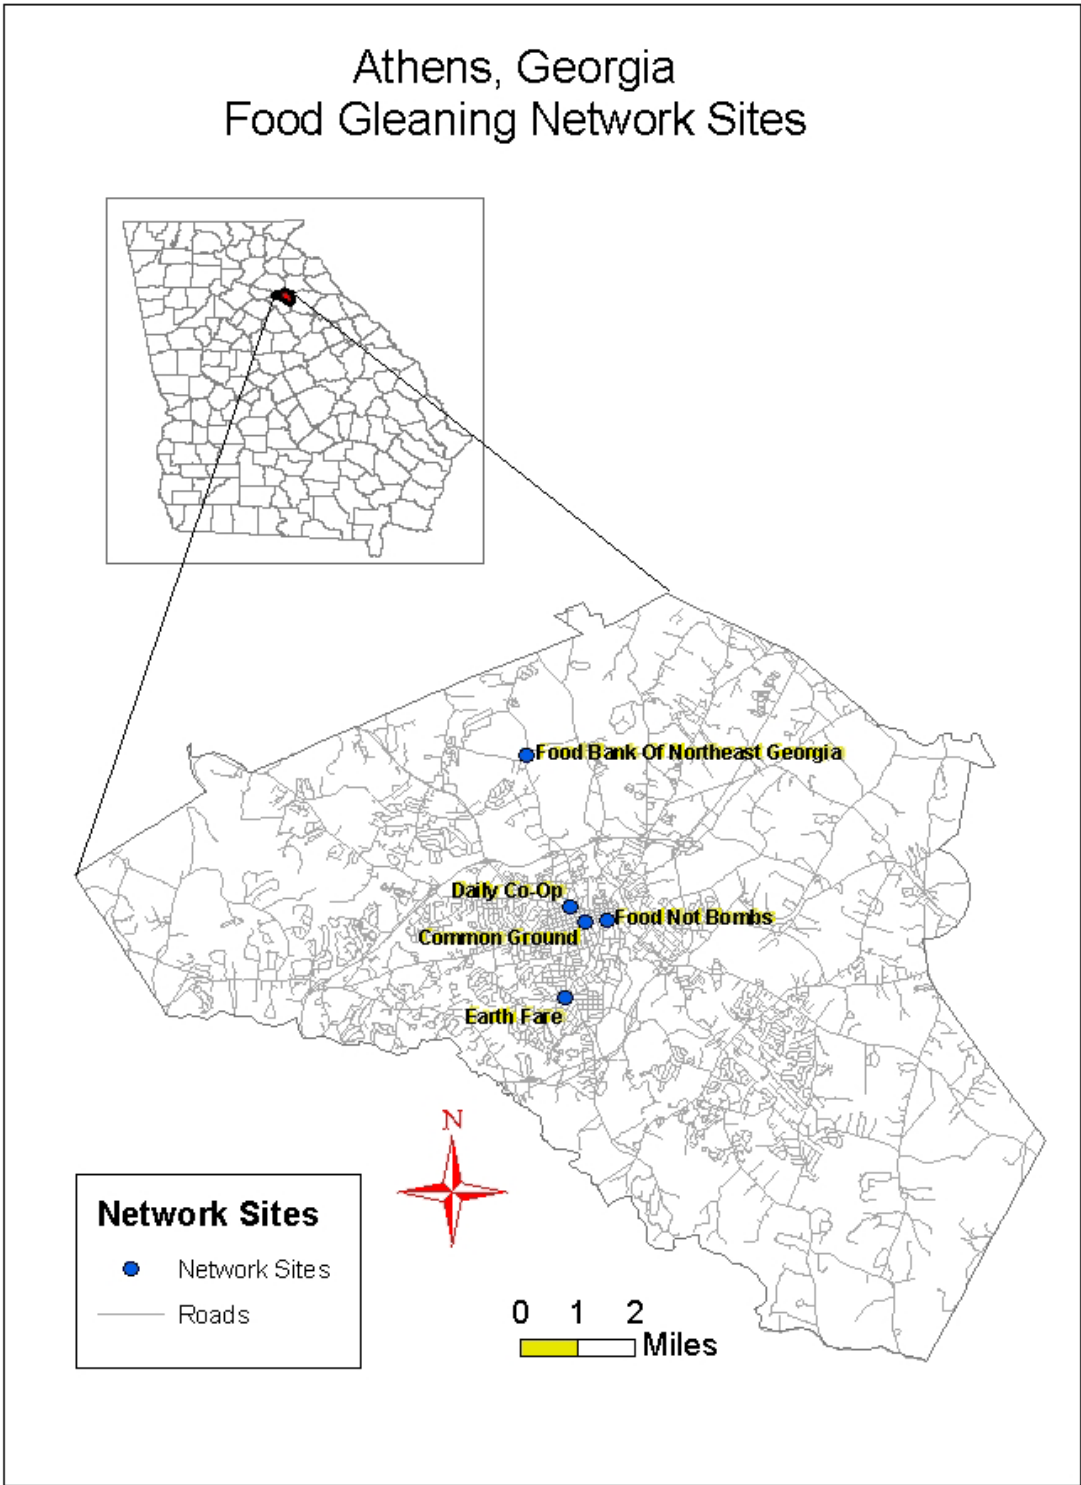 Athens, Georgia
Food Gleaning Network Sites
Food Bank Of Northeast Georgia
Daily Co-Op
Food Not Bombs
Common Ground
Earth Fare
N
Network Sites
Network Sites
Roads
0 1 2
Miles